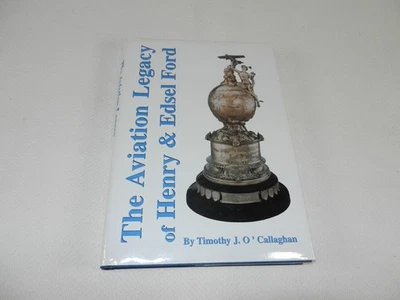 The Aviation Legacy
of Henry & Edsel Ford
By Timothy J. O' Callaghan